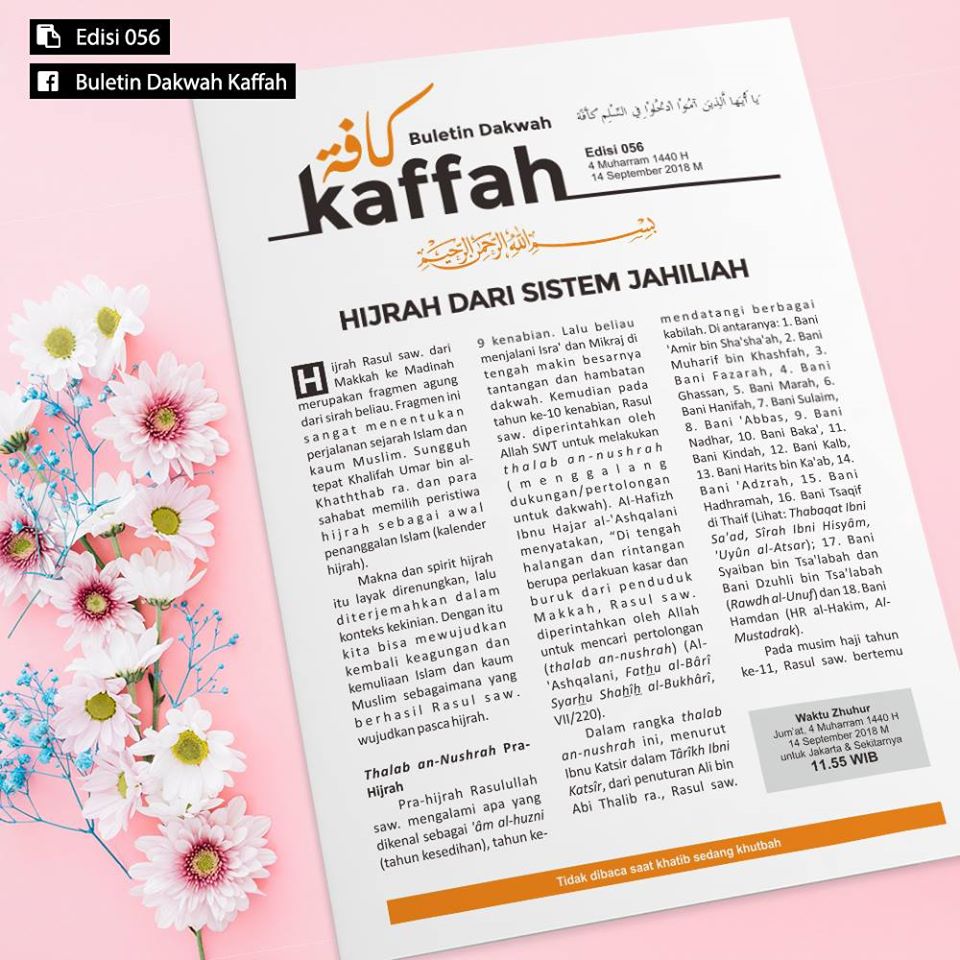 Edisi 056
Buletin Dakwah Kaffah
كافة
Buletin Dakwah
kaffah
يَا أَيُّهَا الَّذِينَ آمَنُوا ادْخُلُوا فِي السِّلْمِ كَافَّةً
Edisi 056
4 Muharram 1440 H
14 September 2018 M
بِسْمِ اللهِ الرَّحْمَنِ الرَّحِيْمِ
HIJRAH DARI SISTEM JAHILIAH
Hijrah Rasul saw. dari
Makkah ke Madinah
merupakan fragmen agung
dari sirah beliau. Fragmen ini
sangat menentukan
perjalanan sejarah Islam dan
kaum Muslim. Sungguh
tepat Khalifah Umar bin al-
Khaththab ra. dan para
sahabat memilih peristiwa
hijrah sebagai awal
penanggalan Islam (kalender
hijrah).
Makna dan spirit hijrah
itu layak direnungkan, lalu
diterjemahkan dalam
konteks kekinian. Dengan itu
kita bisa mewujudkan
kembali keagungan dan
kemuliaan Islam dan kaum
Muslim sebagaimana yang
berhasil Rasul saw.
wujudkan pasca hijrah.
Thalab an-Nushrah Pra-
Hijrah
Pra-hijrah Rasulullah
saw. mengalami apa yang
dikenal sebagai 'âm al-huzni
(tahun kesedihan), tahun ke-
9 kenabian. Lalu beliau
menjalani Isra' dan Mikraj di
tengah makin besarnya
tantangan dan hambatan
dakwah. Kemudian pada
tahun ke-10 kenabian, Rasul
saw. diperintahkan oleh
Allah SWT untuk melakukan
thalab an-nushrah
(menggalang
dukungan/pertolongan
untuk dakwah). Al-Hafizh
Ibnu Hajar al-'Ashqalani
menyatakan, “Di tengah
halangan dan rintangan
berupa perlakuan kasar dan
buruk dari penduduk
Makkah, Rasul saw.
diperintahkan oleh Allah
untuk mencari pertolongan
(thalab an-nushrah) (Al-
'Ashqalani, Fathu al-Bârî
Syarhu Shahîh al-Bukhârî,
VII/220).
Dalam rangka thalab
an-nushrah ini, menurut
Ibnu Katsir dalam Târîkh Ibni
Katsîr, dari penuturan Ali bin
Abi Thalib ra., Rasul saw.
mendatangi berbagai
kabilah. Di antaranya: 1. Bani
'Amir bin Sha'sha'ah, 2. Bani
Muharif bin Khashfah, 3.
Bani Fazarah, 4. Bani
Ghassan, 5. Bani Marah, 6.
Bani Hanifah, 7. Bani Sulaim,
8. Bani 'Abbas, 9. Bani
Nadhar, 10. Bani Baka', 11.
Bani Kindah, 12. Bani Kalb,
13. Bani Harits bin Ka'ab, 14.
Bani 'Adzrah, 15. Bani
Hadhramah, 16. Bani Tsaqif
di Thaif (Lihat: Thabaqat Ibni
Sa'ad, Sîrah Ibni Hisyâm,
'Uyûn al-Atsar); 17. Bani
Syaiban bin Tsa'labah dan
Bani Dzuhli bin Tsa'labah
(Rawdh al-Unuf) dan 18. Bani
Hamdan (HR al-Hakim, Al-
Mustadrak).
Pada musim haji tahun
ke-11, Rasul saw. bertemu
Waktu Zhuhur
Jum'at, 4 Muharram 1440 H
14 September 2018 M
untuk Jakarta & Sekitarnya
11.55 WIB
Tidak dibaca saat khatib sedang khutbah